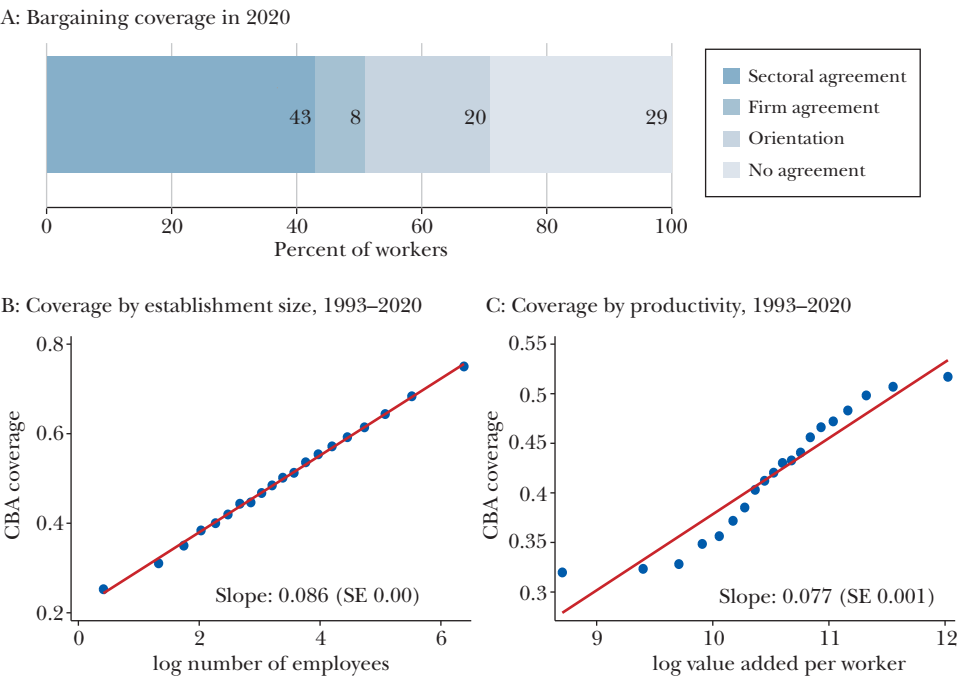 A: Bargaining coverage in 2020
43 8 20 29
0 20 40 60 80 100
Percent of workers
Sectoral agreement
Firm agreement
Orientation
No agreement
B: Coverage by establishment size, 1993–2020
0.8
0.6
0.4
0.2
CBA coverage
Slope: 0.086 (SE 0.00)
0 2 4 6
log number of employees
C: Coverage by productivity, 1993–2020
0.55
0.5
0.45
0.4
0.35
0.3
CBA coverage
Slope: 0.077 (SE 0.001)
9 10 11 12
log value added per worker